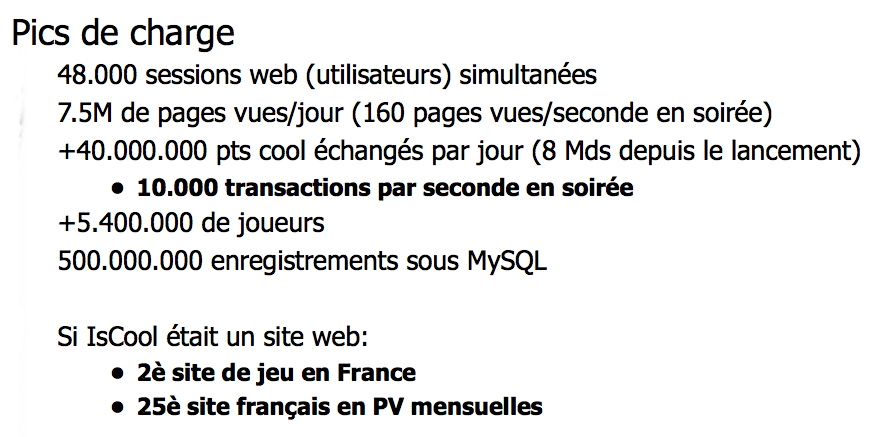 Pics de charge
48.000 sessions web (utilisateurs) simultanées
7.5M de pages vues/jour (160 pages vues/seconde en soirée)
+40.000.000 pts cool échangés par jour (8 Mds depuis le lancement)
• 10.000 transactions par seconde en soirée
+5.400.000 de joueurs
500.000.000 enregistrements sous MySQL
Si IsCool était un site web:
• 2è site de jeu en France
• 25è site français en PV mensuelles